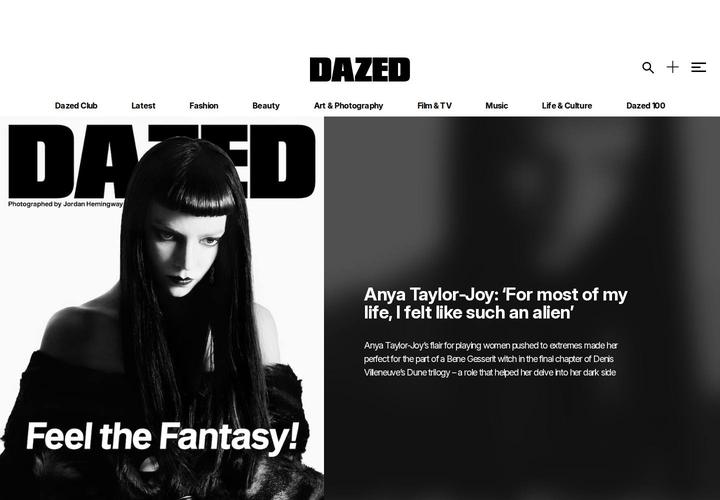 DAZED
Dazed Club Latest Fashion Beauty Art & Photography Film & TV Music Life & Culture Dazed 100
DAZED
Photographed by Jordan Hemingway
Feel the Fantasy!
Anya Taylor-Joy: ‘For most of my
life, I felt like such an alien’
Anya Taylor-Joy’s flair for playing women pushed to extremes made her
perfect for the part of a Bene Gesserit witch in the final chapter of Denis
Villeneuve’s Dune trilogy – a role that helped her delve into her dark side